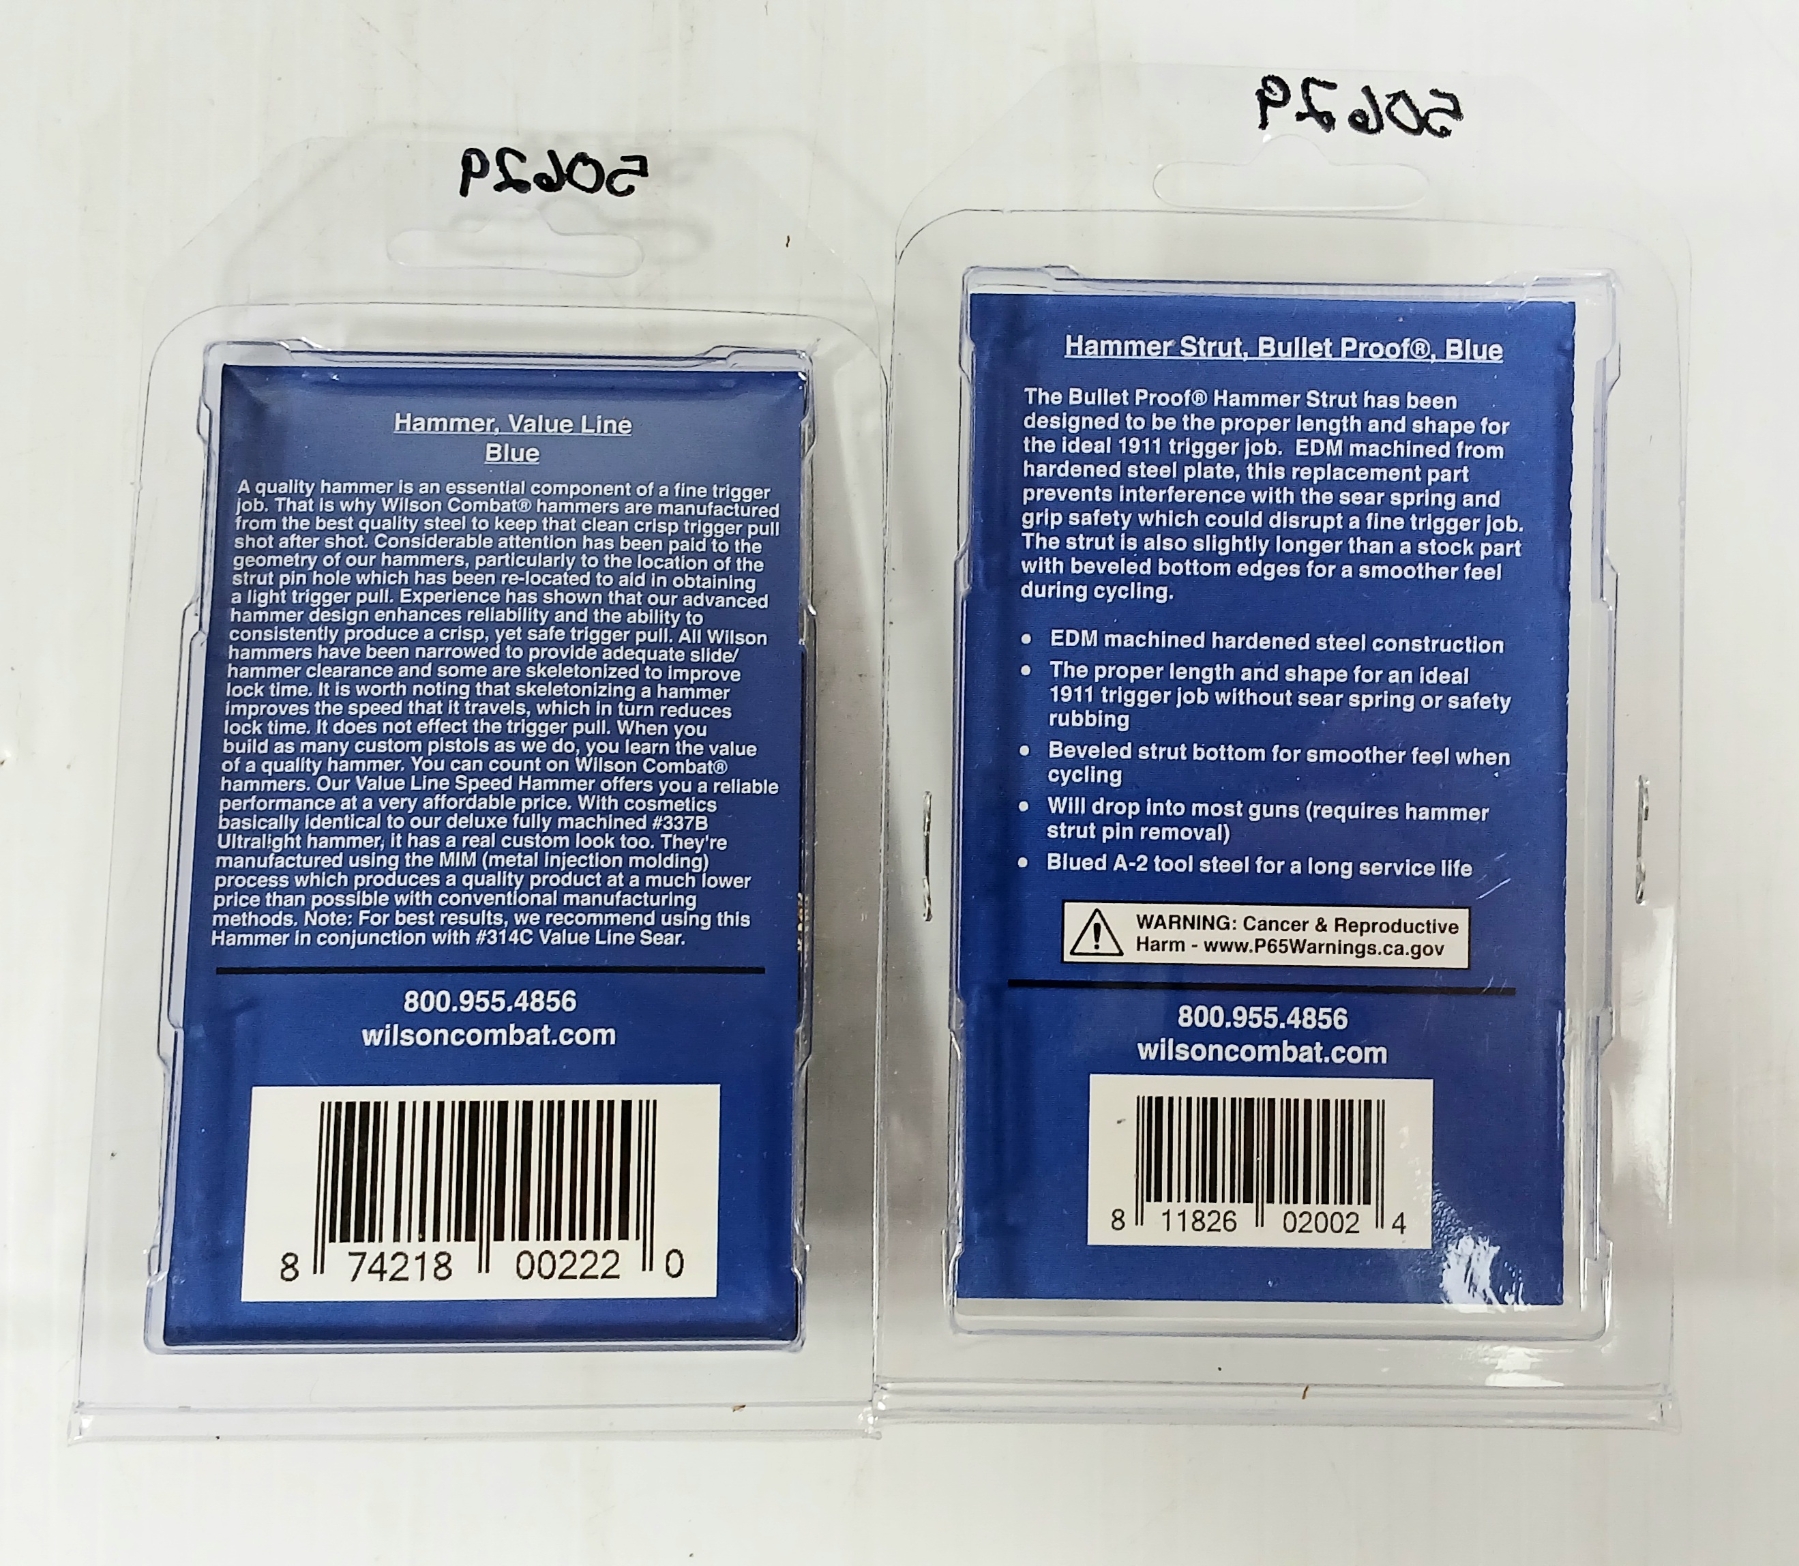 50629
Hammer, Value Line
Blue
A quality hammer is an essential component of a fine trigger
job. That is why Wilson Combat® hammers are manufactured
from the best quality steel to keep that clean crisp trigger pull
shot after shot. Considerable attention has been paid to the
geometry of our hammers, particularly to the location of the
strut pin hole which has been re-located to aid in obtaining
a light trigger pull. Experience has shown that our advanced
hammer design enhances reliability and the ability to
consistently produce a crisp, yet safe trigger pull. All Wilson
hammers have been narrowed to provide adequate slide/
hammer clearance and some are skeletonized to improve
lock time. It is worth noting that skeletonizing a hammer
improves the speed that it travels, which in turn reduces
lock time. It does not effect the trigger pull. When you
build as many custom pistols as we do, you learn the value
of a quality hammer. You can count on Wilson Combat®
hammers. Our Value Line Speed Hammer offers you a reliable
performance at a very affordable price. With cosmetics
basically identical to our deluxe fully machined #337B
Ultralight hammer, it has a real custom look too. They're
manufactured using the MIM (metal injection molding)
process which produces a quality product at a much lower
price than possible with conventional manufacturing
methods. Note: For best results, we recommend using this
Hammer in conjunction with #314C Value Line Sear.
800.955.4856
wilsoncombat.com
8 74218 00222 0
50629
Hammer Strut, Bullet Proof®, Blue
The Bullet Proof® Hammer Strut has been
designed to be the proper length and shape for
the ideal 1911 trigger job. EDM machined from
hardened steel plate, this replacement part
prevents interference with the sear spring and
grip safety which could disrupt a fine trigger job.
The strut is also slightly longer than a stock part
with beveled bottom edges for a smoother feel
during cycling.
• EDM machined hardened steel construction
• The proper length and shape for an ideal
1911 trigger job without sear spring or safety
rubbing
• Beveled strut bottom for smoother feel when
cycling
• Will drop into most guns (requires hammer
strut pin removal)
• Blued A-2 tool steel for a long service life
WARNING: Cancer & Reproductive
Harm - www.P65Warnings.ca.gov
800.955.4856
wilsoncombat.com
8 11826 02002 4